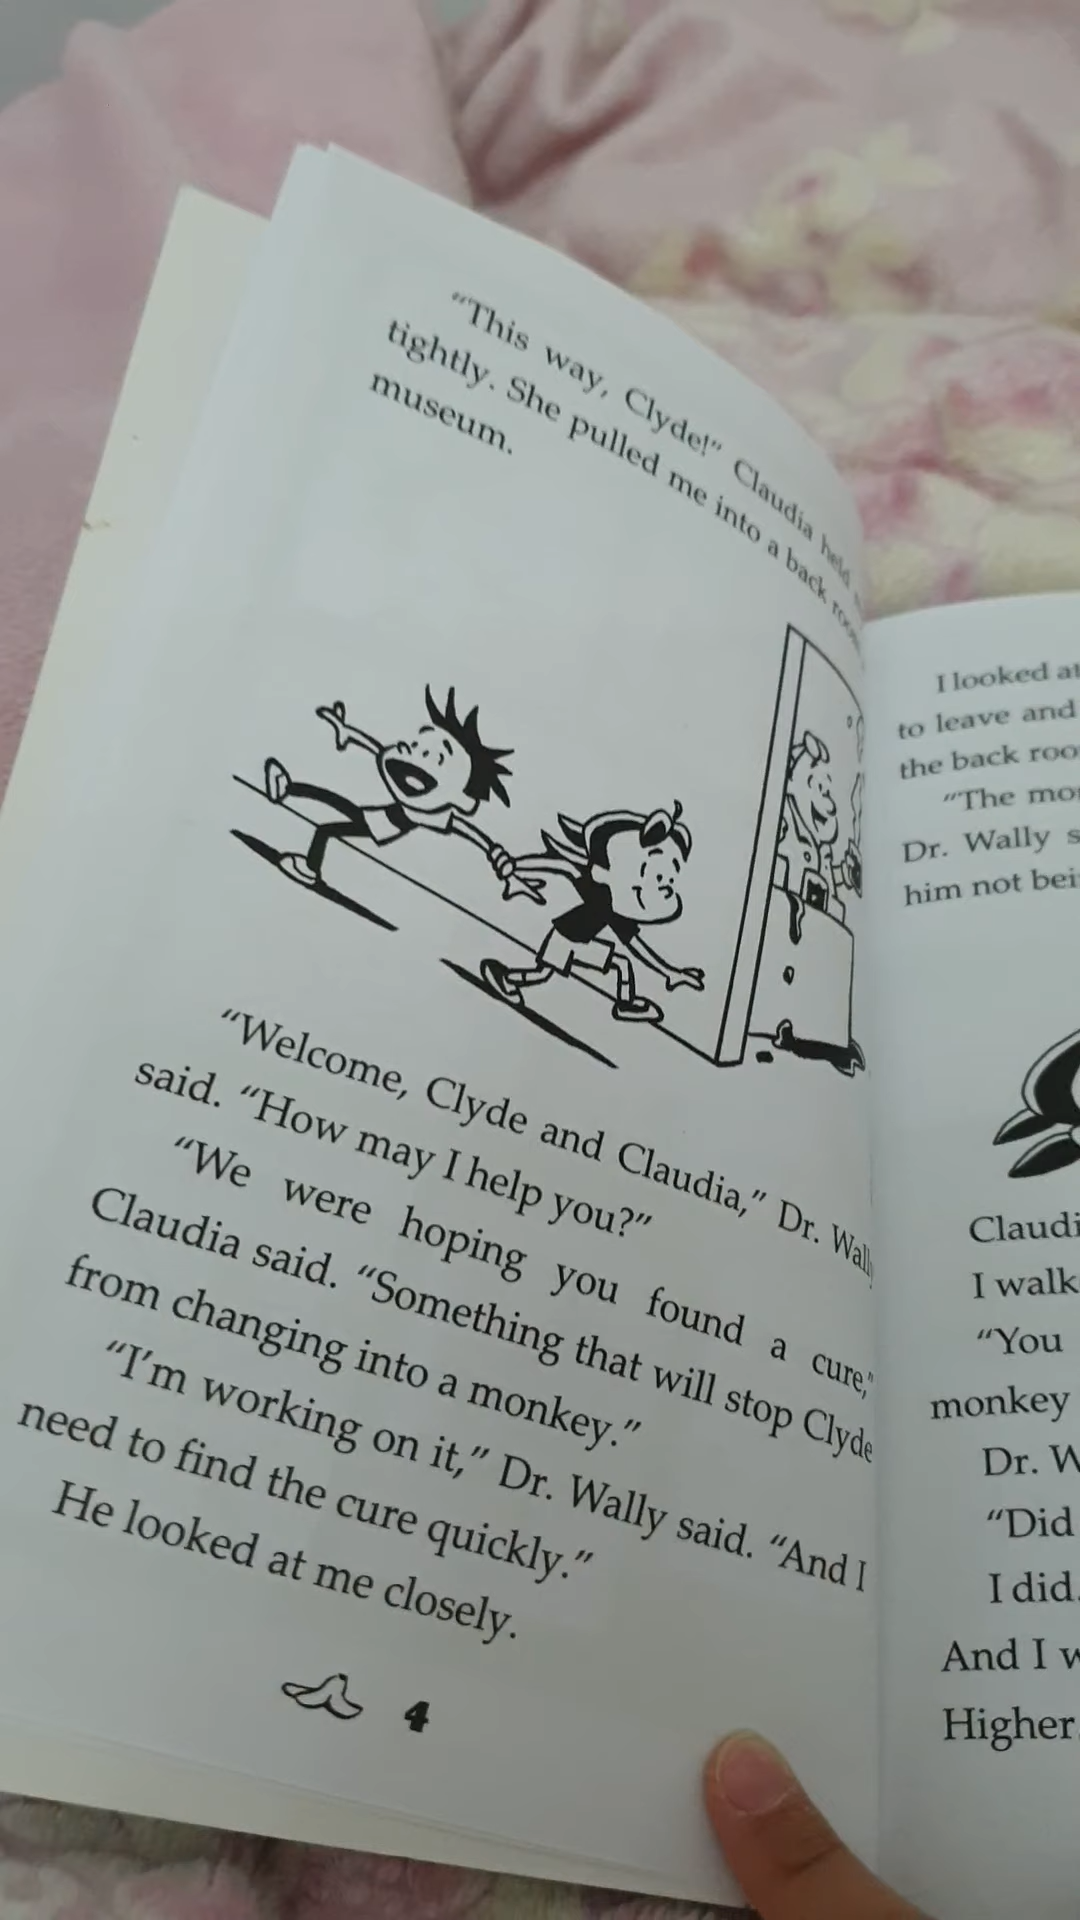 “This way, Clyde!” Claudia held
tightly. She pulled me into a back room
museum.
“Welcome, Clyde and Claudia,” Dr. Wally
said. “How may I help you?”
“We were hoping you found a cure,”
Claudia said. “Something that will stop Clyde
from changing into a monkey.”
“I'm working on it,” Dr. Wally said. “And I
need to find the cure quickly.”
He looked at me closely.
4
I looked at
to leave and
the back
“The
Dr. Wally
him not
I walk
“You
monkey
Dr.
“Did
I did.
And I
Higher